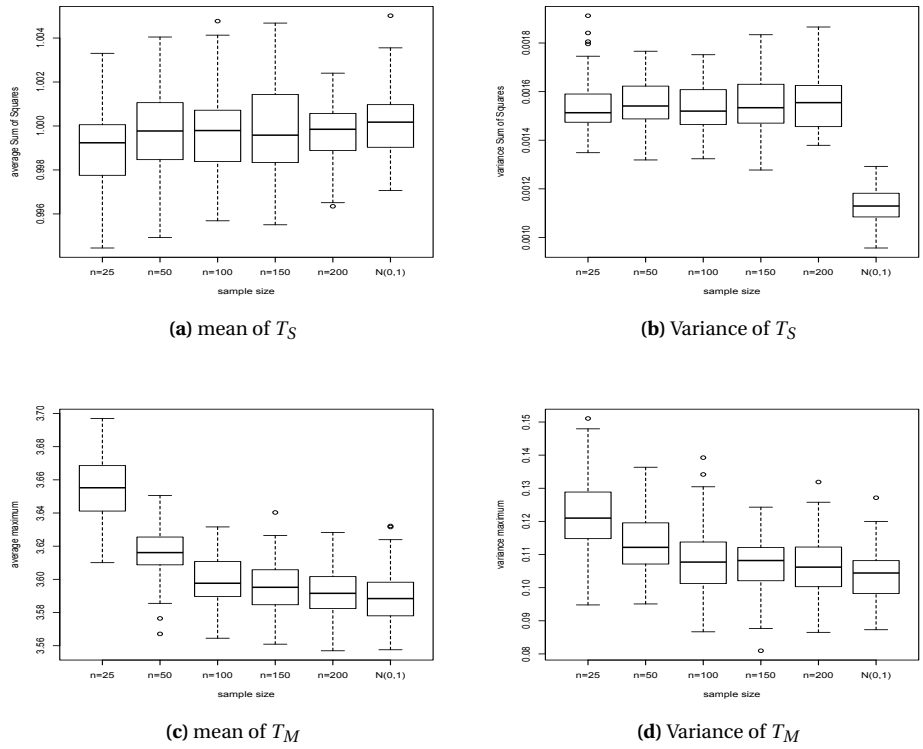 average Sum of Squares
1.004
1.002
1.000
0.998
0.996
n=25 n=50 n=100 n=150 n=200 N(0,1)
sample size
(a) mean of T_S
variance Sum of Squares
0.0018
0.0016
0.0014
0.0012
0.0010
n=25 n=50 n=100 n=150 n=200 N(0,1)
sample size
(b) Variance of T_S
average maximum
3.70
3.68
3.66
3.64
3.62
3.60
3.58
3.56
n=25 n=50 n=100 n=150 n=200 N(0,1)
sample size
(c) mean of T_M
variance maximum
0.15
0.14
0.13
0.12
0.11
0.10
0.09
0.08
n=25 n=50 n=100 n=150 n=200 N(0,1)
sample size
(d) Variance of T_M